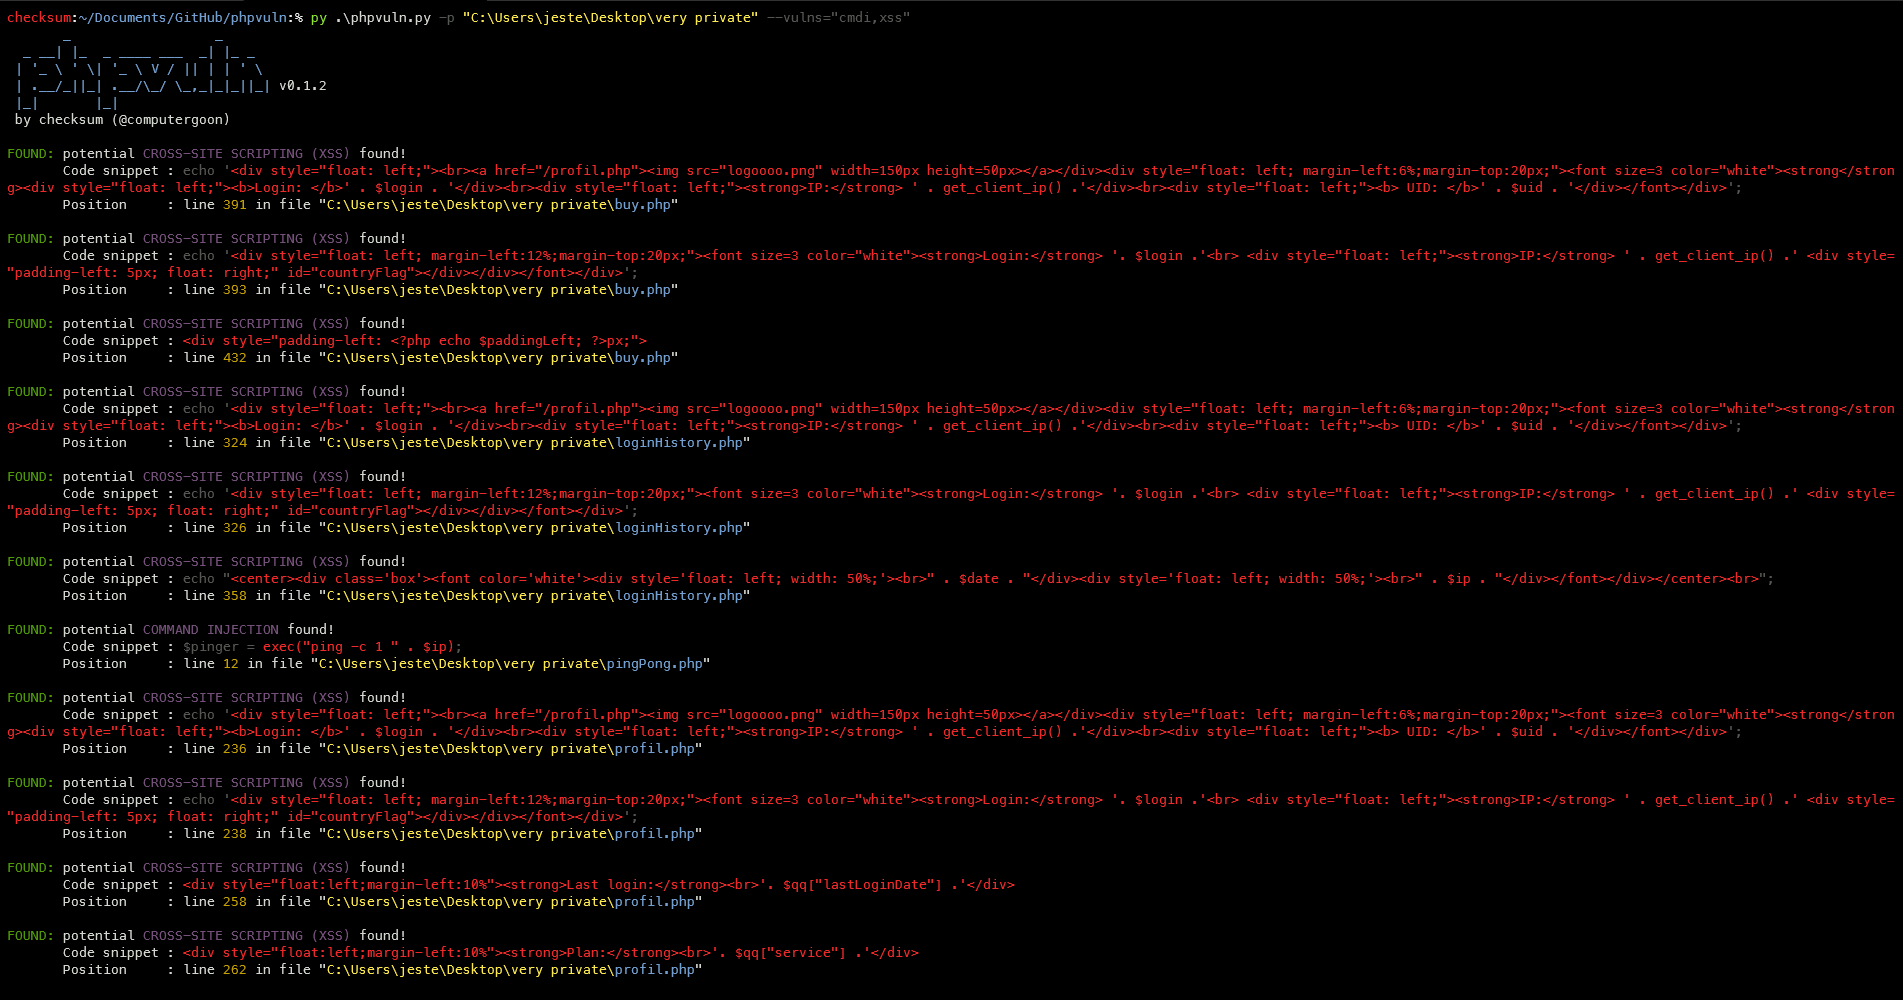 checksum:~/Documents/GitHub/phpvuln:% py .\phpvuln.py -p "C:\Users\jeste\Desktop\very private" --vulns="cmdi,xss"
       _                  _
  _ __| |_  _ ____ ___  _| |_ _
 | '_ \ ' \| '_ \ V / || | | ' \
 | .__/_||_| .__/\_/ \_,_|_|_||_| v0.1.2
 |_|       |_|
 by checksum (@computergoon)
FOUND: potential CROSS-SITE SCRIPTING (XSS) found!
       Code snippet : echo '<div style="float: left;"><br><a href="/profil.php"><img src="logoooo.png" width=150px height=50px></a></div><div style="float: left; margin-left:6%;margin-top:20px;"><font size=3 color="white"><strong</stron
g><div style="float: left;"><b>Login: </b>' . $login . '</div><br><div style="float: left;"><strong>IP:</strong> ' . get_client_ip() .'</div><br><div style="float: left;"><b> UID: </b>' . $uid . '</div></font></div>';
       Position     : line 391 in file "C:\Users\jeste\Desktop\very private\buy.php"
FOUND: potential CROSS-SITE SCRIPTING (XSS) found!
       Code snippet : echo '<div style="float: left; margin-left:12%;margin-top:20px;"><font size=3 color="white"><strong>Login:</strong> '. $login .'<br> <div style="float: left;"><strong>IP:</strong> ' . get_client_ip() .' <div style=
"padding-left: 5px; float: right;" id="countryFlag"></div></div></font></div>';
       Position     : line 393 in file "C:\Users\jeste\Desktop\very private\buy.php"
FOUND: potential CROSS-SITE SCRIPTING (XSS) found!
       Code snippet : <div style="padding-left: <?php echo $paddingLeft; ?>px;">
       Position     : line 432 in file "C:\Users\jeste\Desktop\very private\buy.php"
FOUND: potential CROSS-SITE SCRIPTING (XSS) found!
       Code snippet : echo '<div style="float: left;"><br><a href="/profil.php"><img src="logoooo.png" width=150px height=50px></a></div><div style="float: left; margin-left:6%;margin-top:20px;"><font size=3 color="white"><strong</stron
g><div style="float: left;"><b>Login: </b>' . $login . '</div><br><div style="float: left;"><strong>IP:</strong> ' . get_client_ip() .'</div><br><div style="float: left;"><b> UID: </b>' . $uid . '</div></font></div>';
       Position     : line 324 in file "C:\Users\jeste\Desktop\very private\loginHistory.php"
FOUND: potential CROSS-SITE SCRIPTING (XSS) found!
       Code snippet : echo '<div style="float: left; margin-left:12%;margin-top:20px;"><font size=3 color="white"><strong>Login:</strong> '. $login .'<br> <div style="float: left;"><strong>IP:</strong> ' . get_client_ip() .' <div style=
"padding-left: 5px; float: right;" id="countryFlag"></div></div></font></div>';
       Position     : line 326 in file "C:\Users\jeste\Desktop\very private\loginHistory.php"
FOUND: potential CROSS-SITE SCRIPTING (XSS) found!
       Code snippet : echo "<center><div class='box'><font color='white'><div style='float: left; width: 50%;'><br>" . $date . "</div><div style='float: left; width: 50%;'><br>" . $ip . "</div></font></div></center><br>";
       Position     : line 358 in file "C:\Users\jeste\Desktop\very private\loginHistory.php"
FOUND: potential COMMAND INJECTION found!
       Code snippet : $pinger = exec("ping -c 1 " . $ip);
       Position     : line 12 in file "C:\Users\jeste\Desktop\very private\pingPong.php"
FOUND: potential CROSS-SITE SCRIPTING (XSS) found!
       Code snippet : echo '<div style="float: left;"><br><a href="/profil.php"><img src="logoooo.png" width=150px height=50px></a></div><div style="float: left; margin-left:6%;margin-top:20px;"><font size=3 color="white"><strong</stron
g><div style="float: left;"><b>Login: </b>' . $login . '</div><br><div style="float: left;"><strong>IP:</strong> ' . get_client_ip() .'</div><br><div style="float: left;"><b> UID: </b>' . $uid . '</div></font></div>';
       Position     : line 236 in file "C:\Users\jeste\Desktop\very private\profil.php"
FOUND: potential CROSS-SITE SCRIPTING (XSS) found!
       Code snippet : echo '<div style="float: left; margin-left:12%;margin-top:20px;"><font size=3 color="white"><strong>Login:</strong> '. $login .'<br> <div style="float: left;"><strong>IP:</strong> ' . get_client_ip() .' <div style=
"padding-left: 5px; float: right;" id="countryFlag"></div></div></font></div>';
       Position     : line 238 in file "C:\Users\jeste\Desktop\very private\profil.php"
FOUND: potential CROSS-SITE SCRIPTING (XSS) found!
       Code snippet : <div style="float:left;margin-left:10%"><strong>Last login:</strong><br>'. $qq["lastLoginDate"] .'</div>
       Position     : line 258 in file "C:\Users\jeste\Desktop\very private\profil.php"
FOUND: potential CROSS-SITE SCRIPTING (XSS) found!
       Code snippet : <div style="float:left;margin-left:10%"><strong>Plan:</strong><br>'. $qq["service"] .'</div>
       Position     : line 262 in file "C:\Users\jeste\Desktop\very private\profil.php"